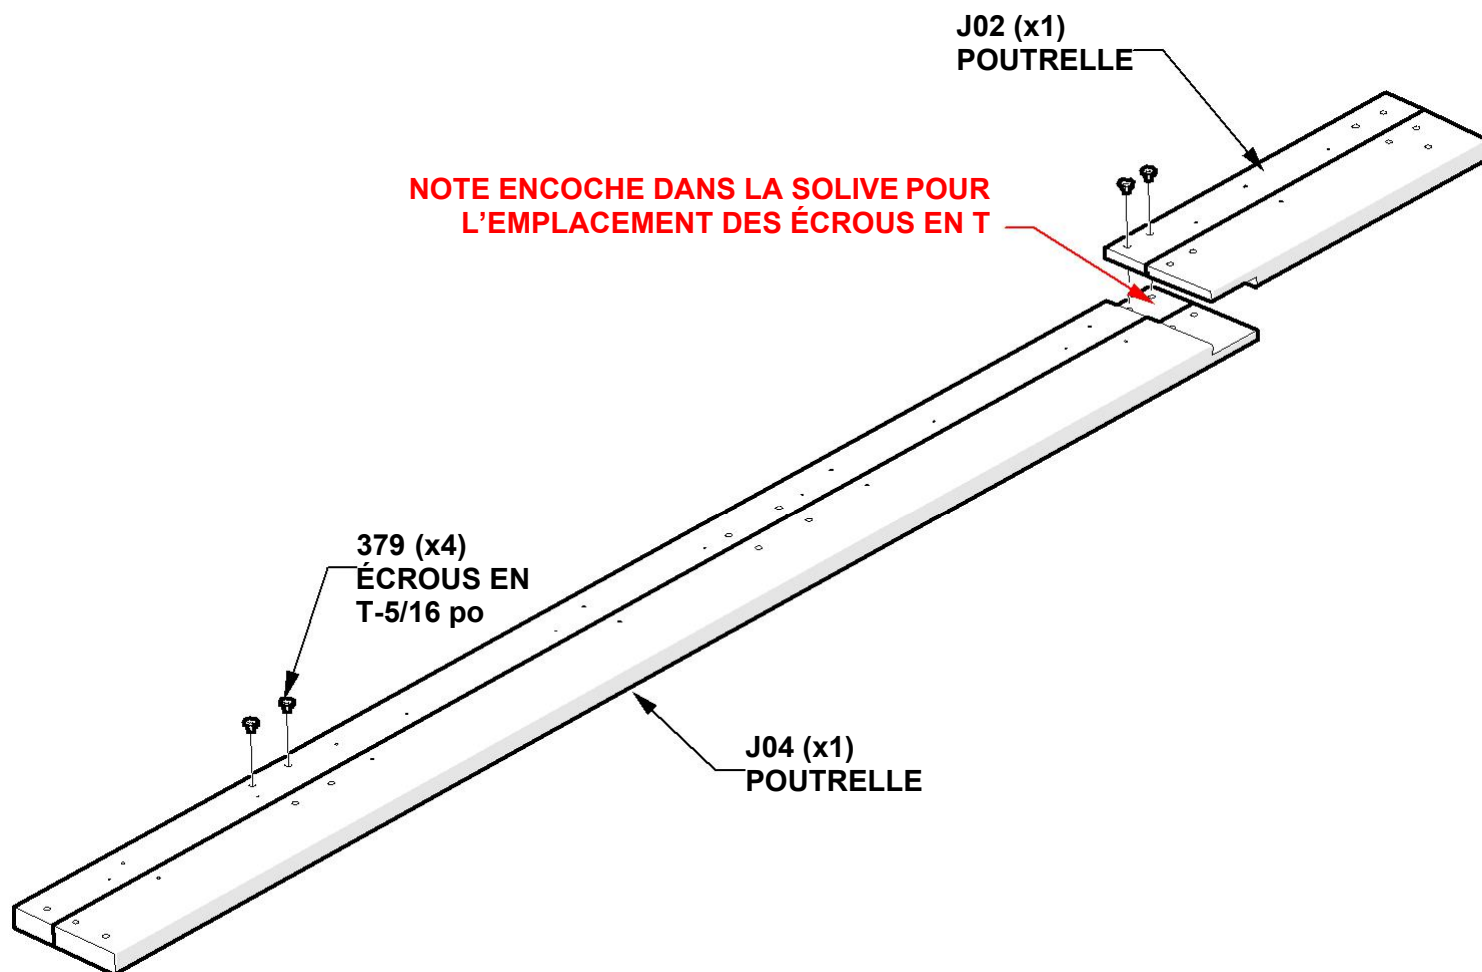 J02 (x1)
POUTRELLE
NOTE ENCOCHE DANS LA SOLIVE POUR
L’EMPLACEMENT DES ÉCROUS EN T
379 (x4)
ÉCROUS EN
T-5/16 po
J04 (x1)
POUTRELLE